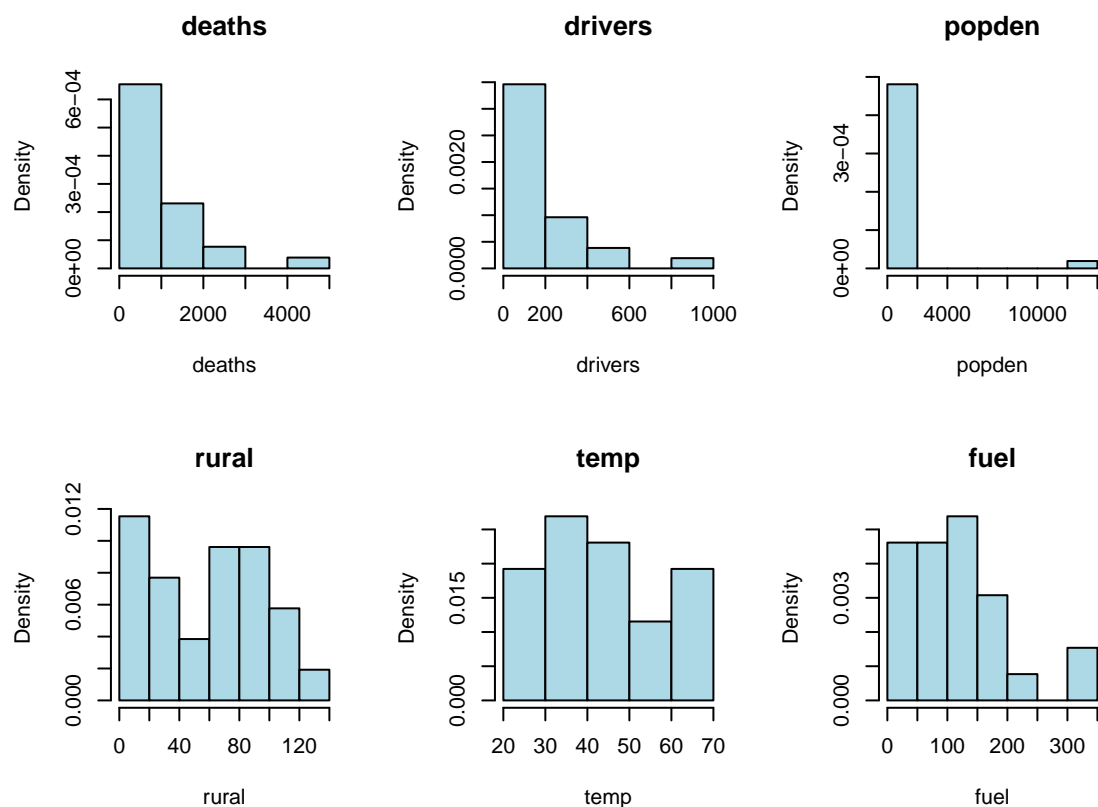 deaths
drivers
popden
Density
0e+00 3e-04 6e-04
0 2000 4000
deaths
Density
0.0000 0.0020
0 200 600 1000
drivers
Density
0e+00 3e-04
0 4000 10000
popden
rural
temp
fuel
Density
0.000 0.006 0.012
0 40 80 120
rural
Density
0.000 0.015
20 30 40 50 60 70
temp
Density
0.000 0.003
0 100 300
fuel